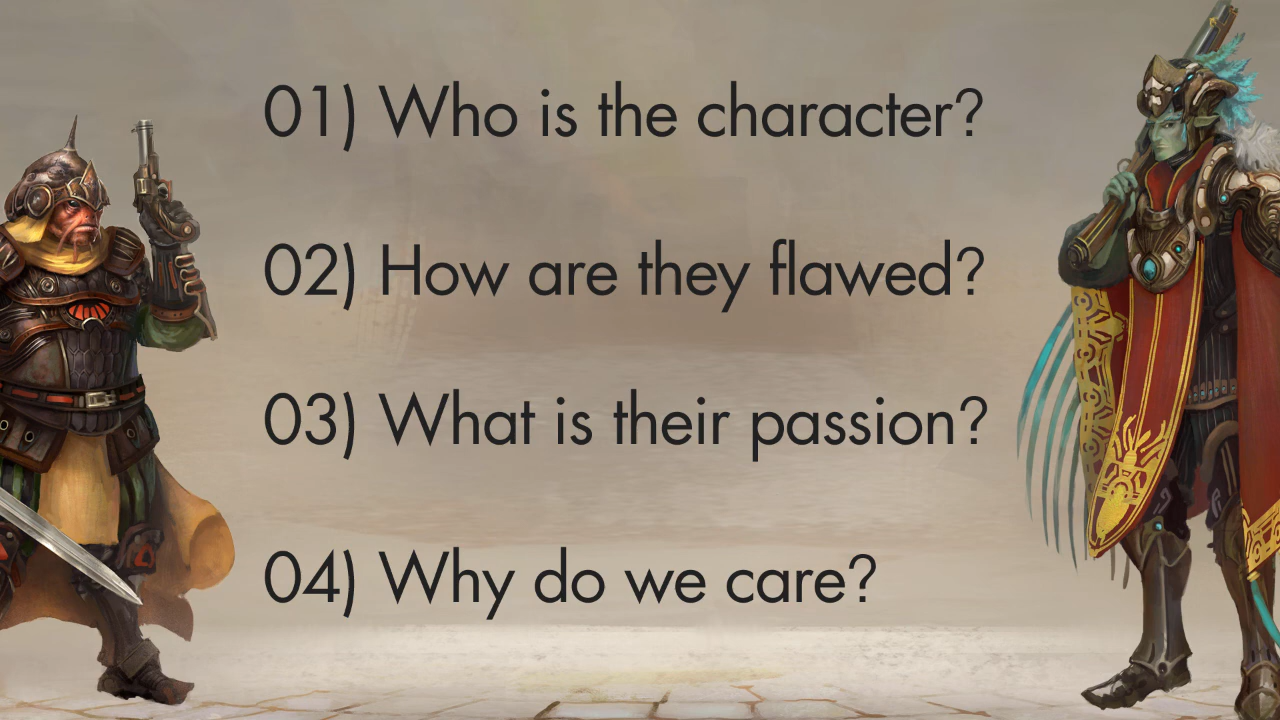 01) Who is the character?
02) How are they flawed?
03) What is their passion?
04) Why do we care?